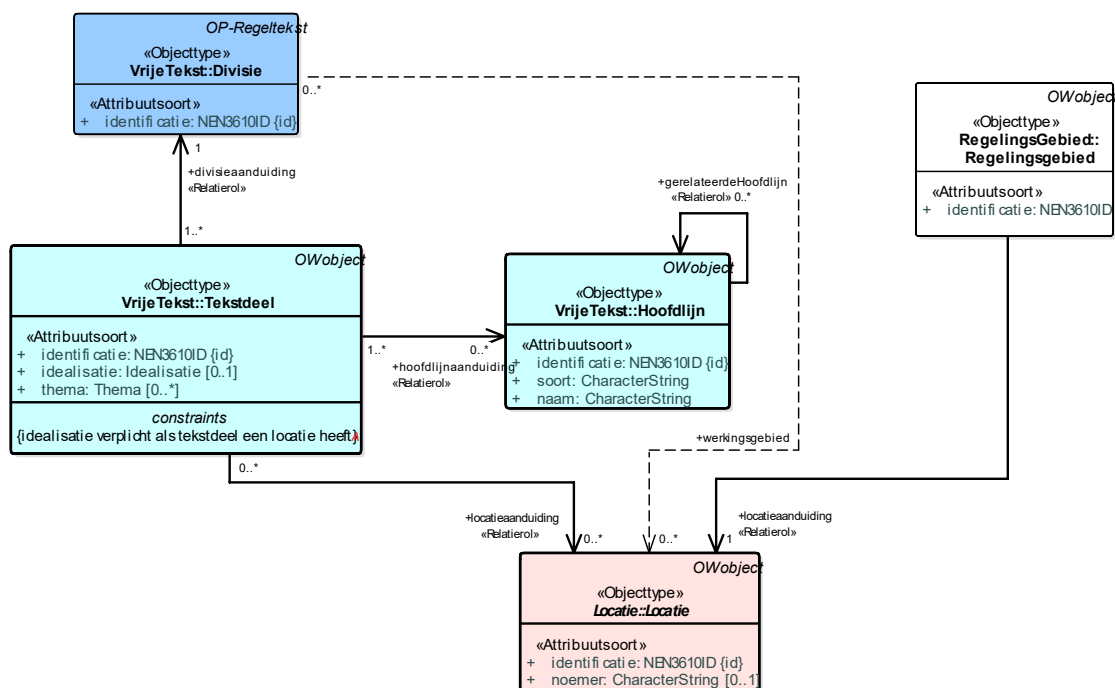 OP-Regeltekst
«Objecttype»
VrijeTekst::Divisie
«Attribuutsoort»
+ identificatie: NEN3610ID {id}
0..*
OWobject
«Objecttype»
RegelingsGebied::
Regelingsgebied
«Attribuutsoort»
+ identificatie: NEN3610ID
1
+divisieaanduiding
«Relatierol»
1..*
+gerelateerdeHoofdlijn
«Relatierol» 0..*
OWobject
«Objecttype»
VrijeTekst::Tekstdeel
«Attribuutsoort»
+ identificatie: NEN3610ID {id}
+ idealisatie: Idealisatie [0..1]
+ thema: Thema [0..*]
constraints
{idealisatie verplicht als tekstdeel een locatie heeft}
OWobject
«Objecttype»
VrijeTekst::Hoofdlijn
«Attribuutsoort»
+ identificatie: NEN3610ID {id}
+ soort: CharacterString
+ naam: CharacterString
1..*
0..*
+hoofdlijnaanduiding
«Relatierol»
+werkingsgebied
0..*
+locatieaanduiding
«Relatierol»
0..*
0..*
+locatieaanduiding
«Relatierol»
1
OWobject
«Objecttype»
Locatie::Locatie
«Attribuutsoort»
+ identificatie: NEN3610ID {id}
+ noemer: CharacterString [0..1]